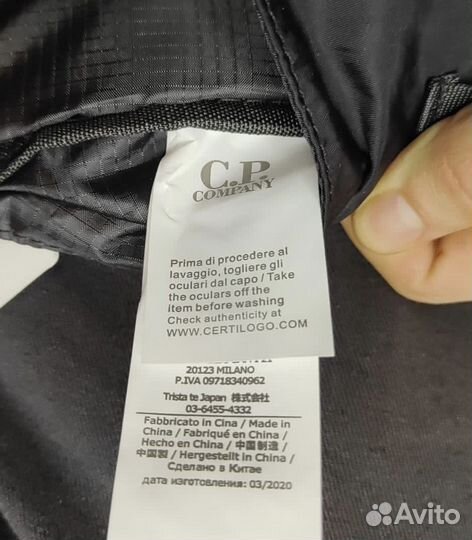 C.P.
COMPANY
Prima di procedere al
lavaggio, togliere gli
oculari dal capo / Take
the oculars off the
item before washing
Check authenticity at
WWW.CERTILOGO.COM
20123 MILANO
P.IVA 09718340962
Trista te Japan 株式会社
03-6455-4332
Fabbricato in Cina / Made in
China / Fabriqué en China /
Hecho en China / 中国制造 /
中国製 / Hergestellt in China /
Сделано в Китае
дата изготовления: 03/2020
Avito